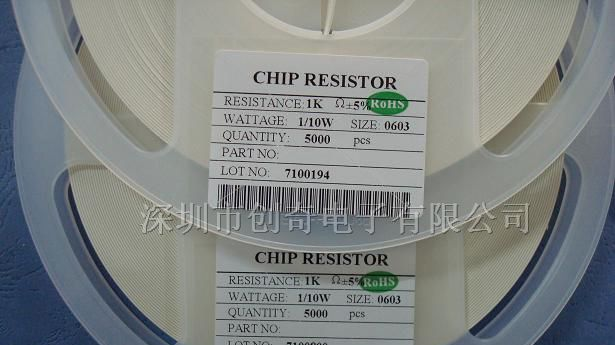 CHIP RESISTOR
RESISTANCE: 1K Ω±5% RoHS
WATTAGE: 1/10W SIZE: 0603
QUANTITY: 5000 pcs
PART NO:
LOT NO: 7100194
深圳市创奇电子有限公司
CHIP RESISTOR
RESISTANCE: 1K Ω±5% RoHS
WATTAGE: 1/10W SIZE: 0603
QUANTITY: 5000 pcs
PART NO: